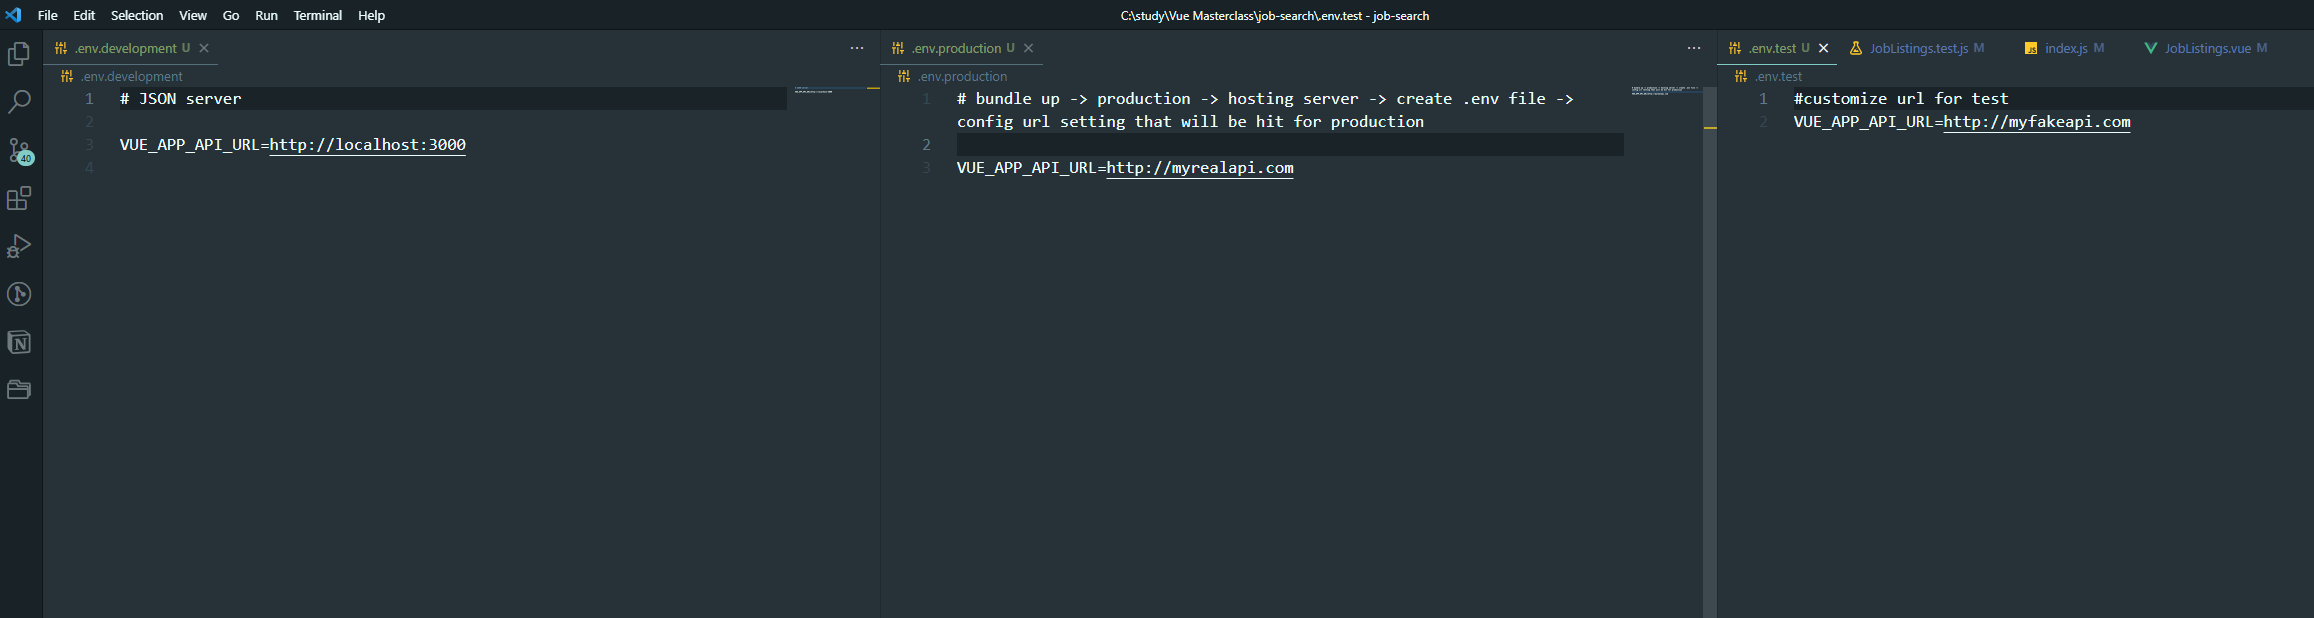 File Edit Selection View Go Run Terminal Help
C:\study\Vue Masterclass\job-search\.env.test - job-search
.env.development U
.env.development
1 # JSON server
2
3 VUE_APP_API_URL=http://localhost:3000
4
.env.production U
.env.production
1 # bundle up -> production -> hosting server -> create .env file ->
config url setting that will be hit for production
2
3 VUE_APP_API_URL=http://myrealapi.com
.env.test U JobListings.test.js M JS index.js M JobListings.vue M
.env.test
1 #customize url for test
2 VUE_APP_API_URL=http://myfakeapi.com
40
N